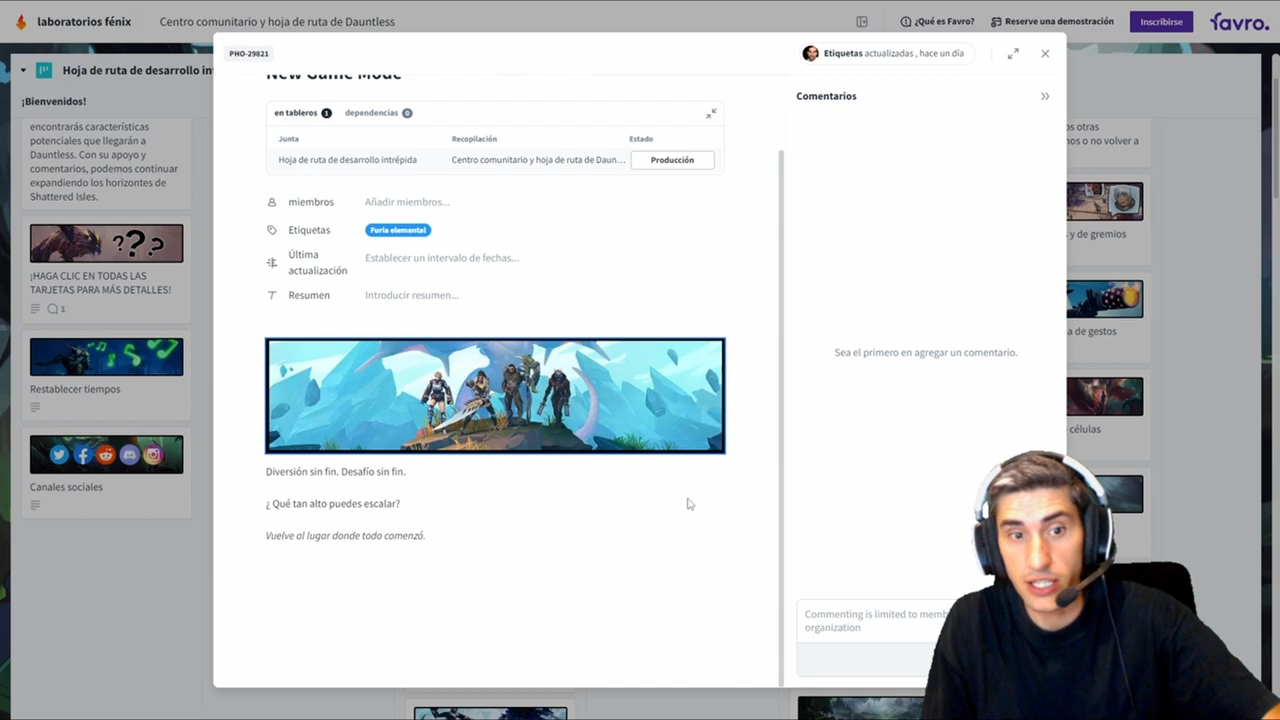 laboratorios fénix
Centro comunitario y hoja de ruta de Dauntless
¿Qué es Favro?
Reserve una demostración
Inscribirse
favro.
Hoja de ruta de desarrollo in
¡Bienvenidos!
encontrarás características
potenciales que llegarán a
Dauntless. Con su apoyo y
comentarios, podemos continuar
expandiendo los horizontes de
Shattered Isles.
???
¡HAGA CLIC EN TODAS LAS
TARJETAS PARA MÁS DETALLES!
1
Restablecer tiempos
Canales sociales
PHO-29821
Etiquetas actualizadas , hace un día
New Game Mode
en tableros 1
dependencias 0
Junta
Recopilación
Estado
Hoja de ruta de desarrollo intrépida
Centro comunitario y hoja de ruta de Daun...
Producción
miembros
Añadir miembros...
Etiquetas
Furia elemental
Última
actualización
Establecer un intervalo de fechas...
Resumen
Introducir resumen...
Diversión sin fin. Desafío sin fin.
¿ Qué tan alto puedes escalar?
Vuelve al lugar donde todo comenzó.
Comentarios
Sea el primero en agregar un comentario.
Commenting is limited to memb
organization
os otras
nos o no volver a
s y de gremios
a de gestos
e células